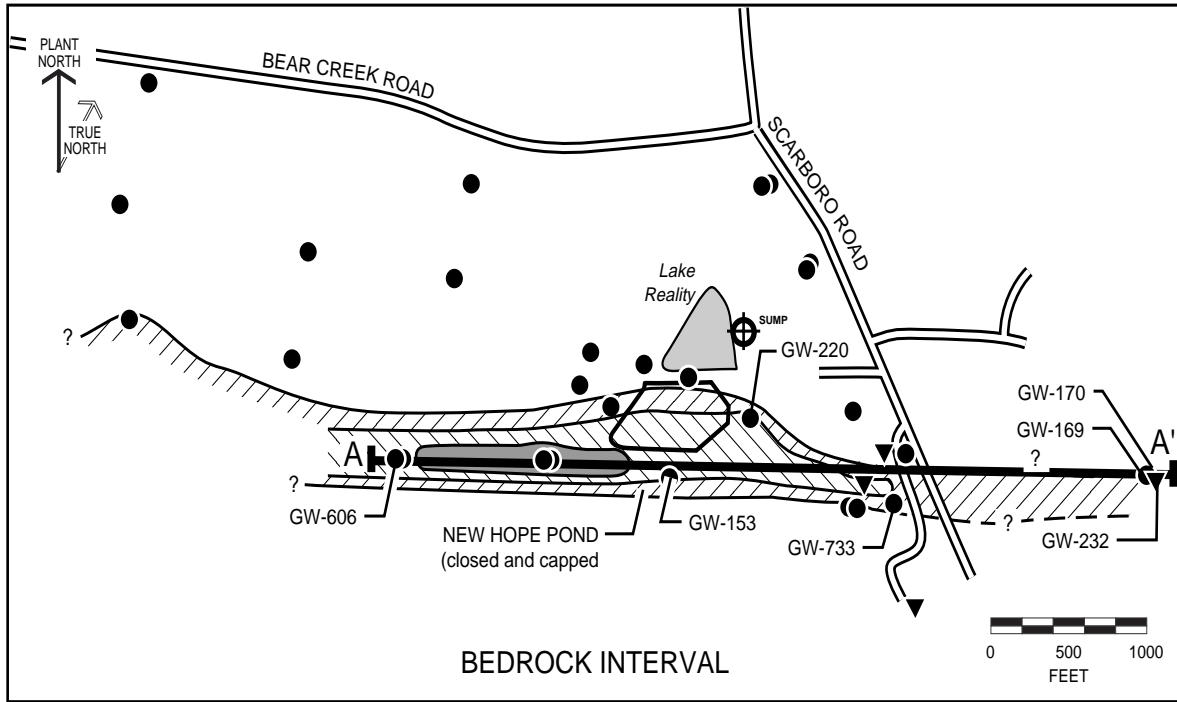 PLANT
NORTH
TRUE
NORTH
BEAR CREEK ROAD
SCARBORO ROAD
Lake
Reality
SUMP
GW-220
?
GW-170
GW-169
A
A'
?
?
GW-606
NEW HOPE POND
(closed and capped
GW-153
GW-733
?
GW-232
BEDROCK INTERVAL
0 500 1000
FEET